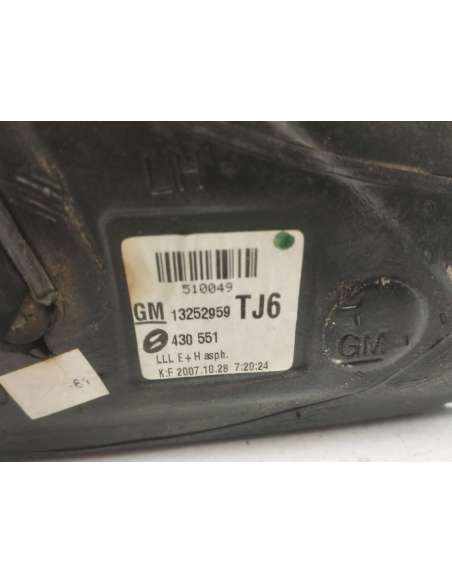 LH
510049
GM 13252959 TJ6
430 551
LLL E+H asph.
K:F 2007.10.28 7:20:24
GM